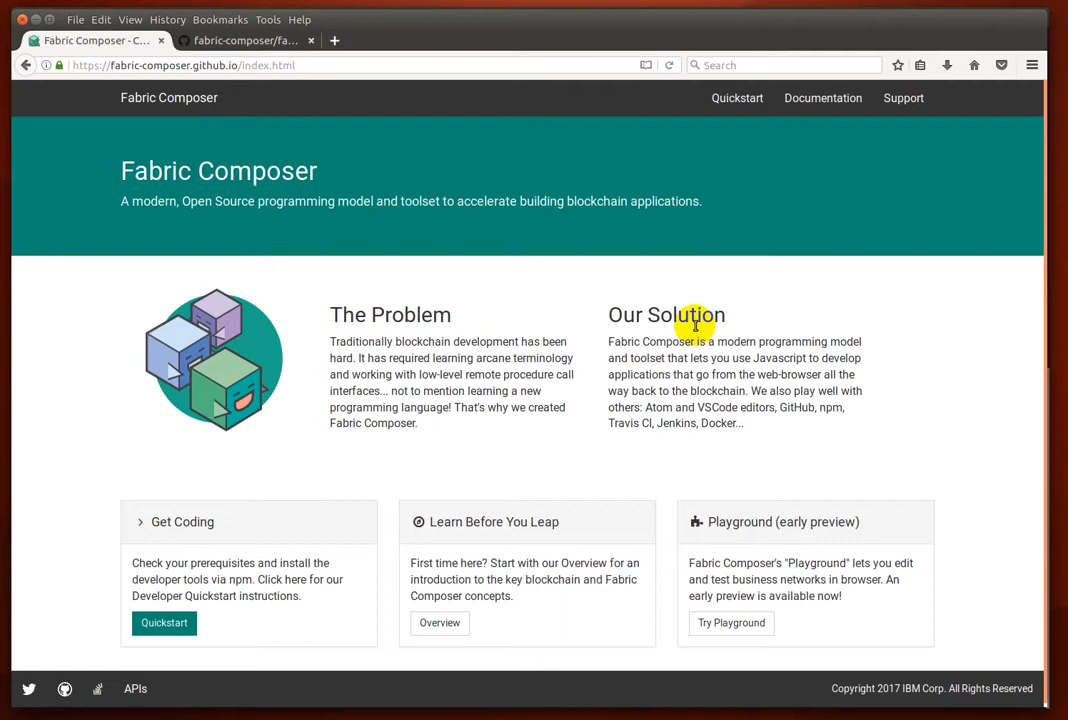 File Edit View History Bookmarks Tools Help
Fabric Composer - C...
fabric-composer/fa...
https://fabric-composer.github.io/index.html
Search
Fabric Composer
Quickstart
Documentation
Support
Fabric Composer
A modern, Open Source programming model and toolset to accelerate building blockchain applications.
The Problem
Traditionally blockchain development has been
hard. It has required learning arcane terminology
and working with low-level remote procedure call
interfaces... not to mention learning a new
programming language! That's why we created
Fabric Composer.
Our Solution
Fabric Composer is a modern programming model
and toolset that lets you use Javascript to develop
applications that go from the web-browser all the
way back to the blockchain. We also play well with
others: Atom and VSCode editors, GitHub, npm,
Travis CI, Jenkins, Docker...
Get Coding
Check your prerequisites and install the
developer tools via npm. Click here for our
Developer Quickstart instructions.
Quickstart
Learn Before You Leap
First time here? Start with our Overview for an
introduction to the key blockchain and Fabric
Composer concepts.
Overview
Playground (early preview)
Fabric Composer's "Playground" lets you edit
and test business networks in browser. An
early preview is available now!
Try Playground
APIs
Copyright 2017 IBM Corp. All Rights Reserved